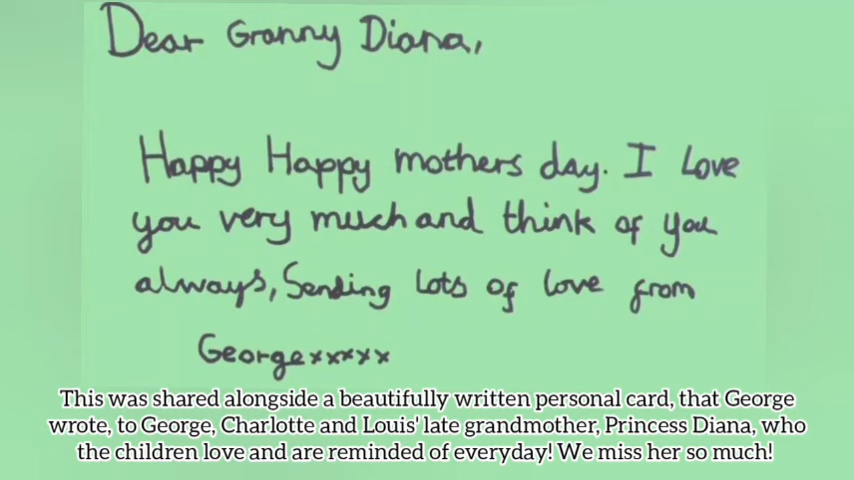 Dear Granny Diana,
Happy Happy mothers day. I Love
you very much and think of you
always, Sending Lots of love from
Georgexxxxx
This was shared alongside a beautifully written personal card, that George
wrote, to George, Charlotte and Louis' late grandmother, Princess Diana, who
the children love and are reminded of everyday! We miss her so much!